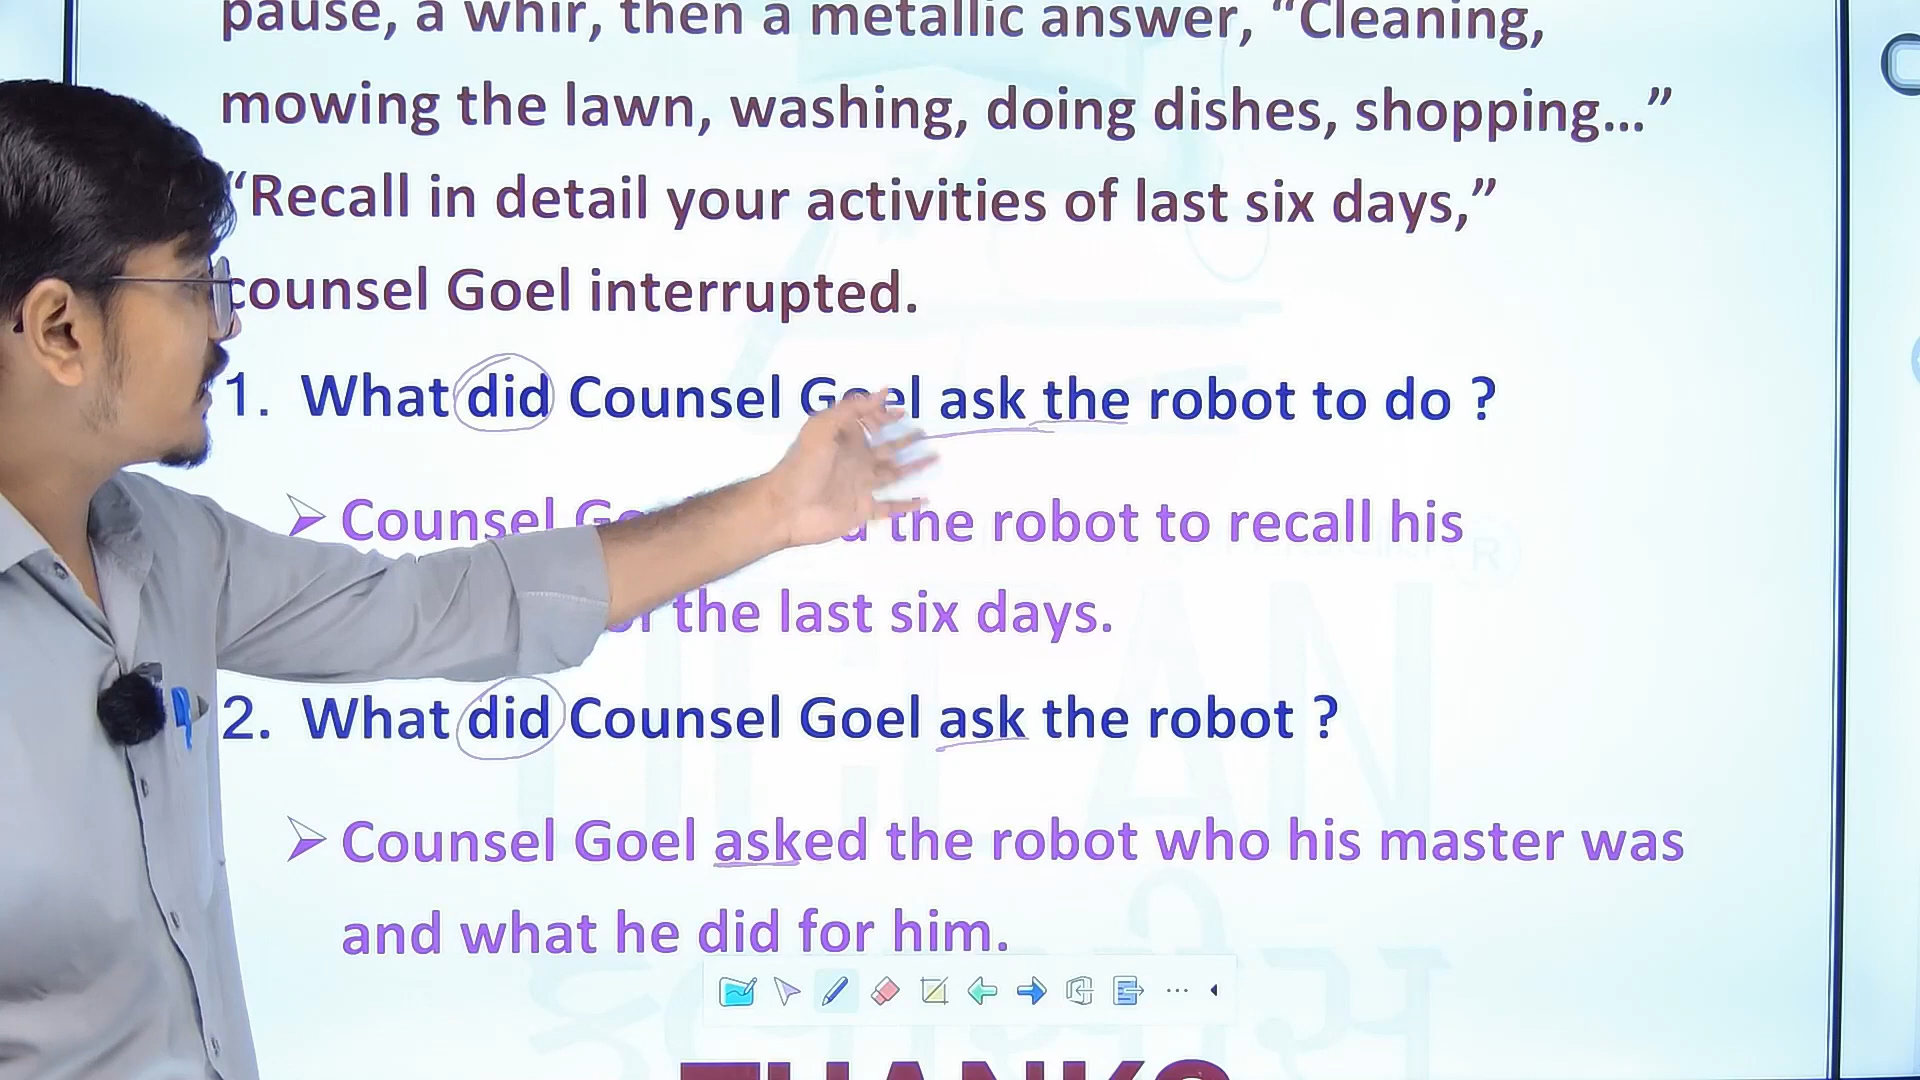 pause, a whir, then a metallic answer, “Cleaning,
mowing the lawn, washing, doing dishes, shopping...”
“Recall in detail your activities of last six days,”
counsel Goel interrupted.
1. What did Counsel Goel ask the robot to do ?
➢ Counsel the robot to recall his
the last six days.
2. What did Counsel Goel ask the robot ?
➢ Counsel Goel asked the robot who his master was
and what he did for him.
THANKS